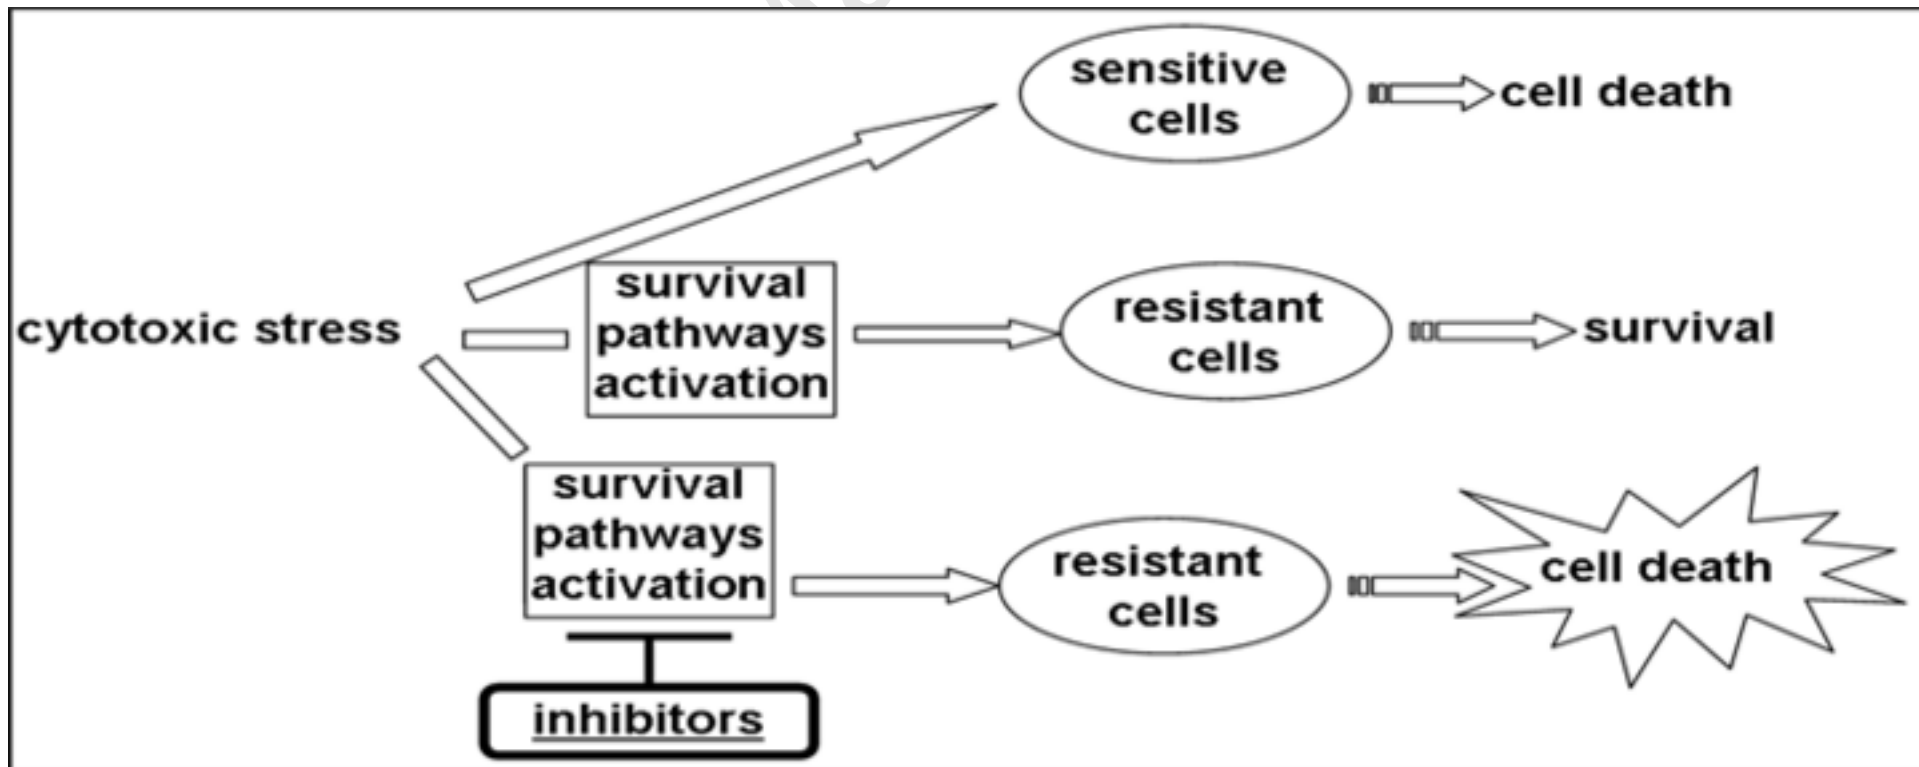 sensitive
cells
cell death
cytotoxic stress
survival
pathways
activation
resistant
cells
survival
survival
pathways
activation
resistant
cells
cell death
inhibitors